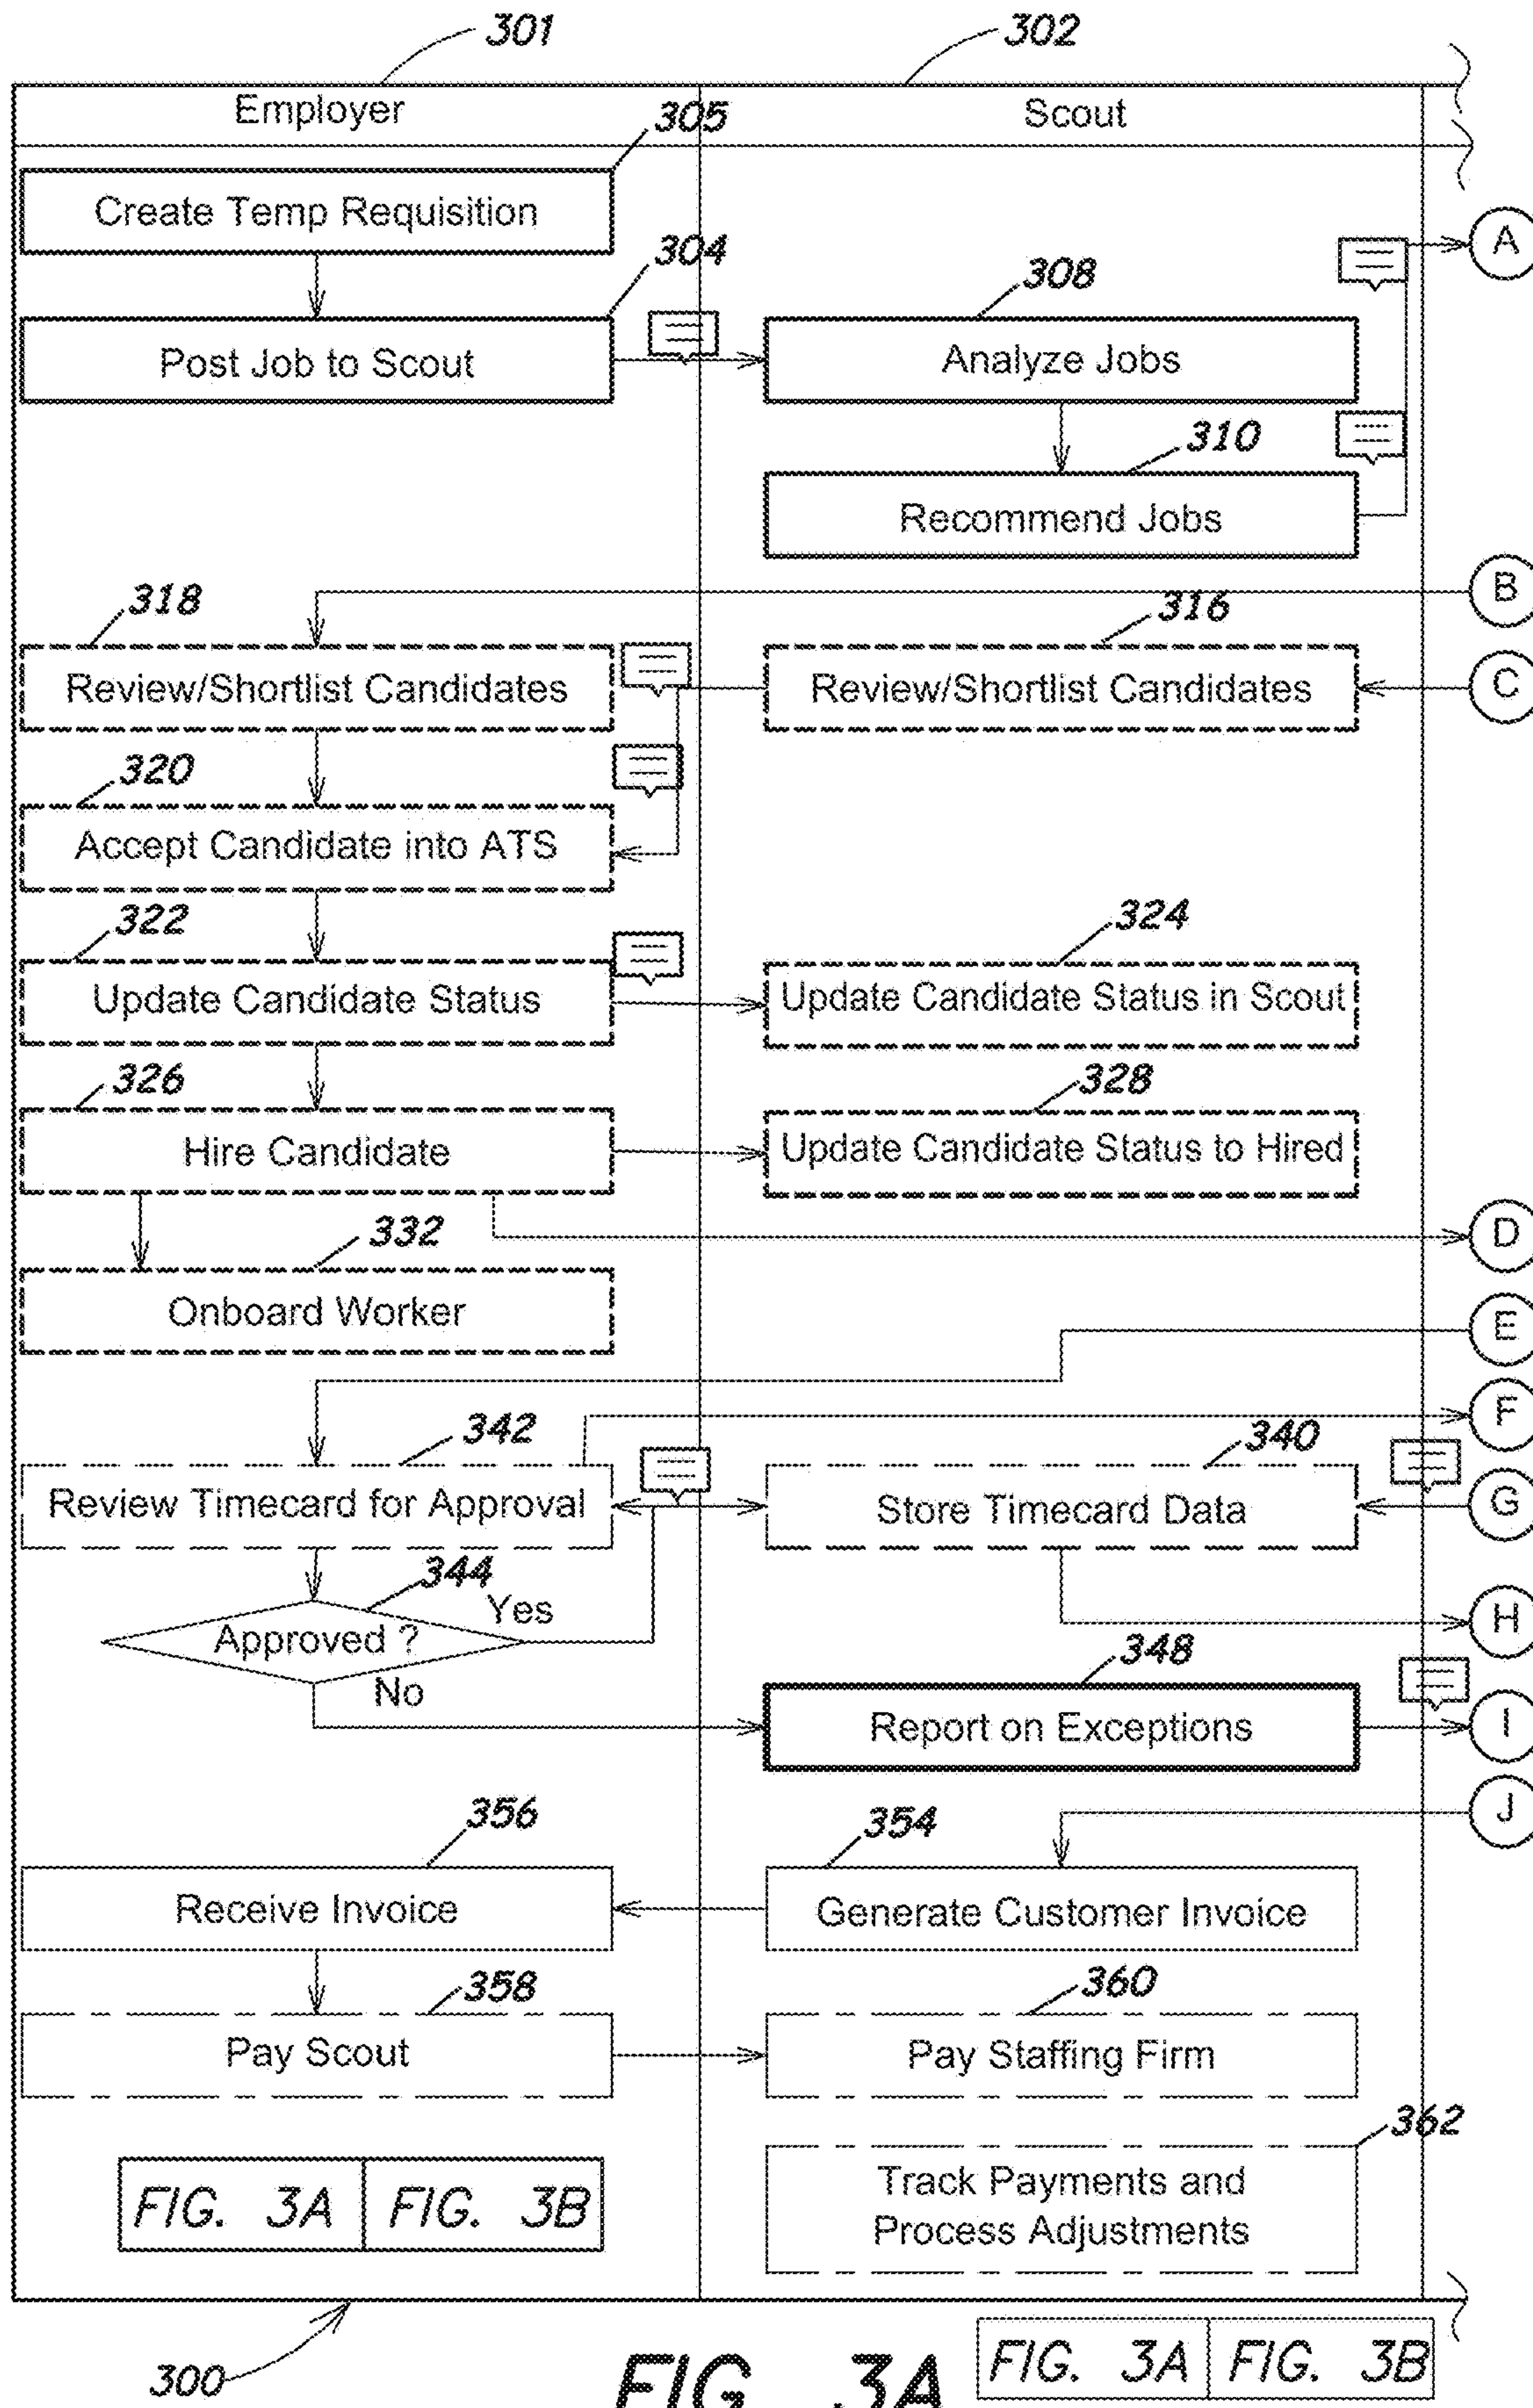 301
302
Employer
Scout
305
Create Temp Requisition
A
304
308
Post Job to Scout
Analyze Jobs
310
Recommend Jobs
B
318
316
Review/Shortlist Candidates
Review/Shortlist Candidates
C
320
Accept Candidate into ATS
322
324
Update Candidate Status
Update Candidate Status in Scout
326
328
Hire Candidate
Update Candidate Status to Hired
332
D
Onboard Worker
E
F
342
340
Review Timecard for Approval
Store Timecard Data
G
344
Yes
Approved ?
H
No
348
Report on Exceptions
I
J
356
354
Receive Invoice
Generate Customer Invoice
358
360
Pay Scout
Pay Staffing Firm
362
Track Payments and
Process Adjustments
FIG. 3A FIG. 3B
300
FIG. 3A
FIG. 3A FIG. 3B